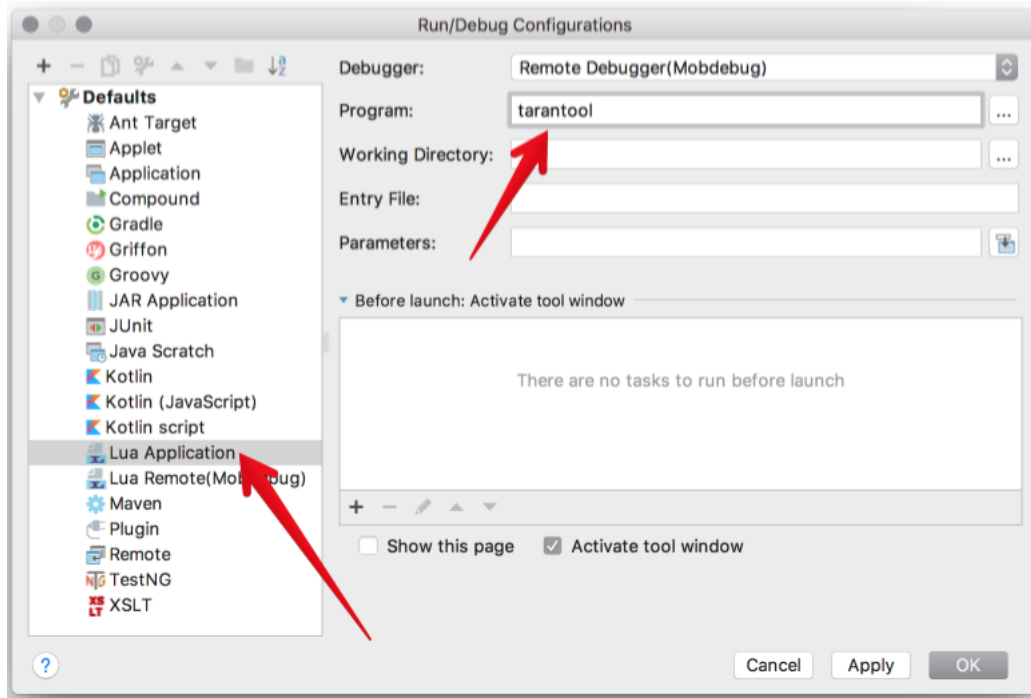 Run/Debug Configurations
Defaults
Ant Target
Applet
Application
Compound
Gradle
Griffon
Groovy
JAR Application
JUnit
Java Scratch
Kotlin
Kotlin (JavaScript)
Kotlin script
Lua Application
Lua Remote(Mobdebug)
Maven
Plugin
Remote
TestNG
XSLT
Debugger: Remote Debugger(Mobdebug)
Program: tarantool ...
Working Directory: ...
Entry File:
Parameters:
Before launch: Activate tool window
There are no tasks to run before launch
Show this page Activate tool window
? Cancel Apply OK